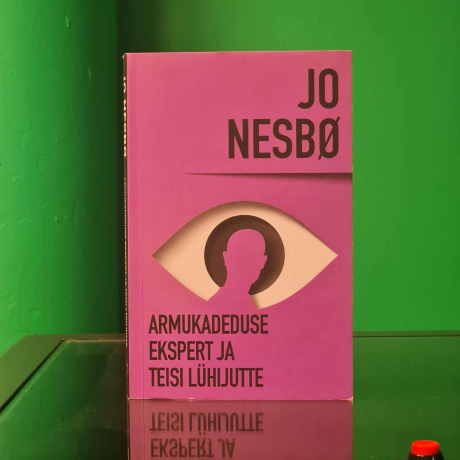 JO
NESBØ
ARMUKADEDUSE
EKSPERT JA
TEISI LÜHIJUTTE